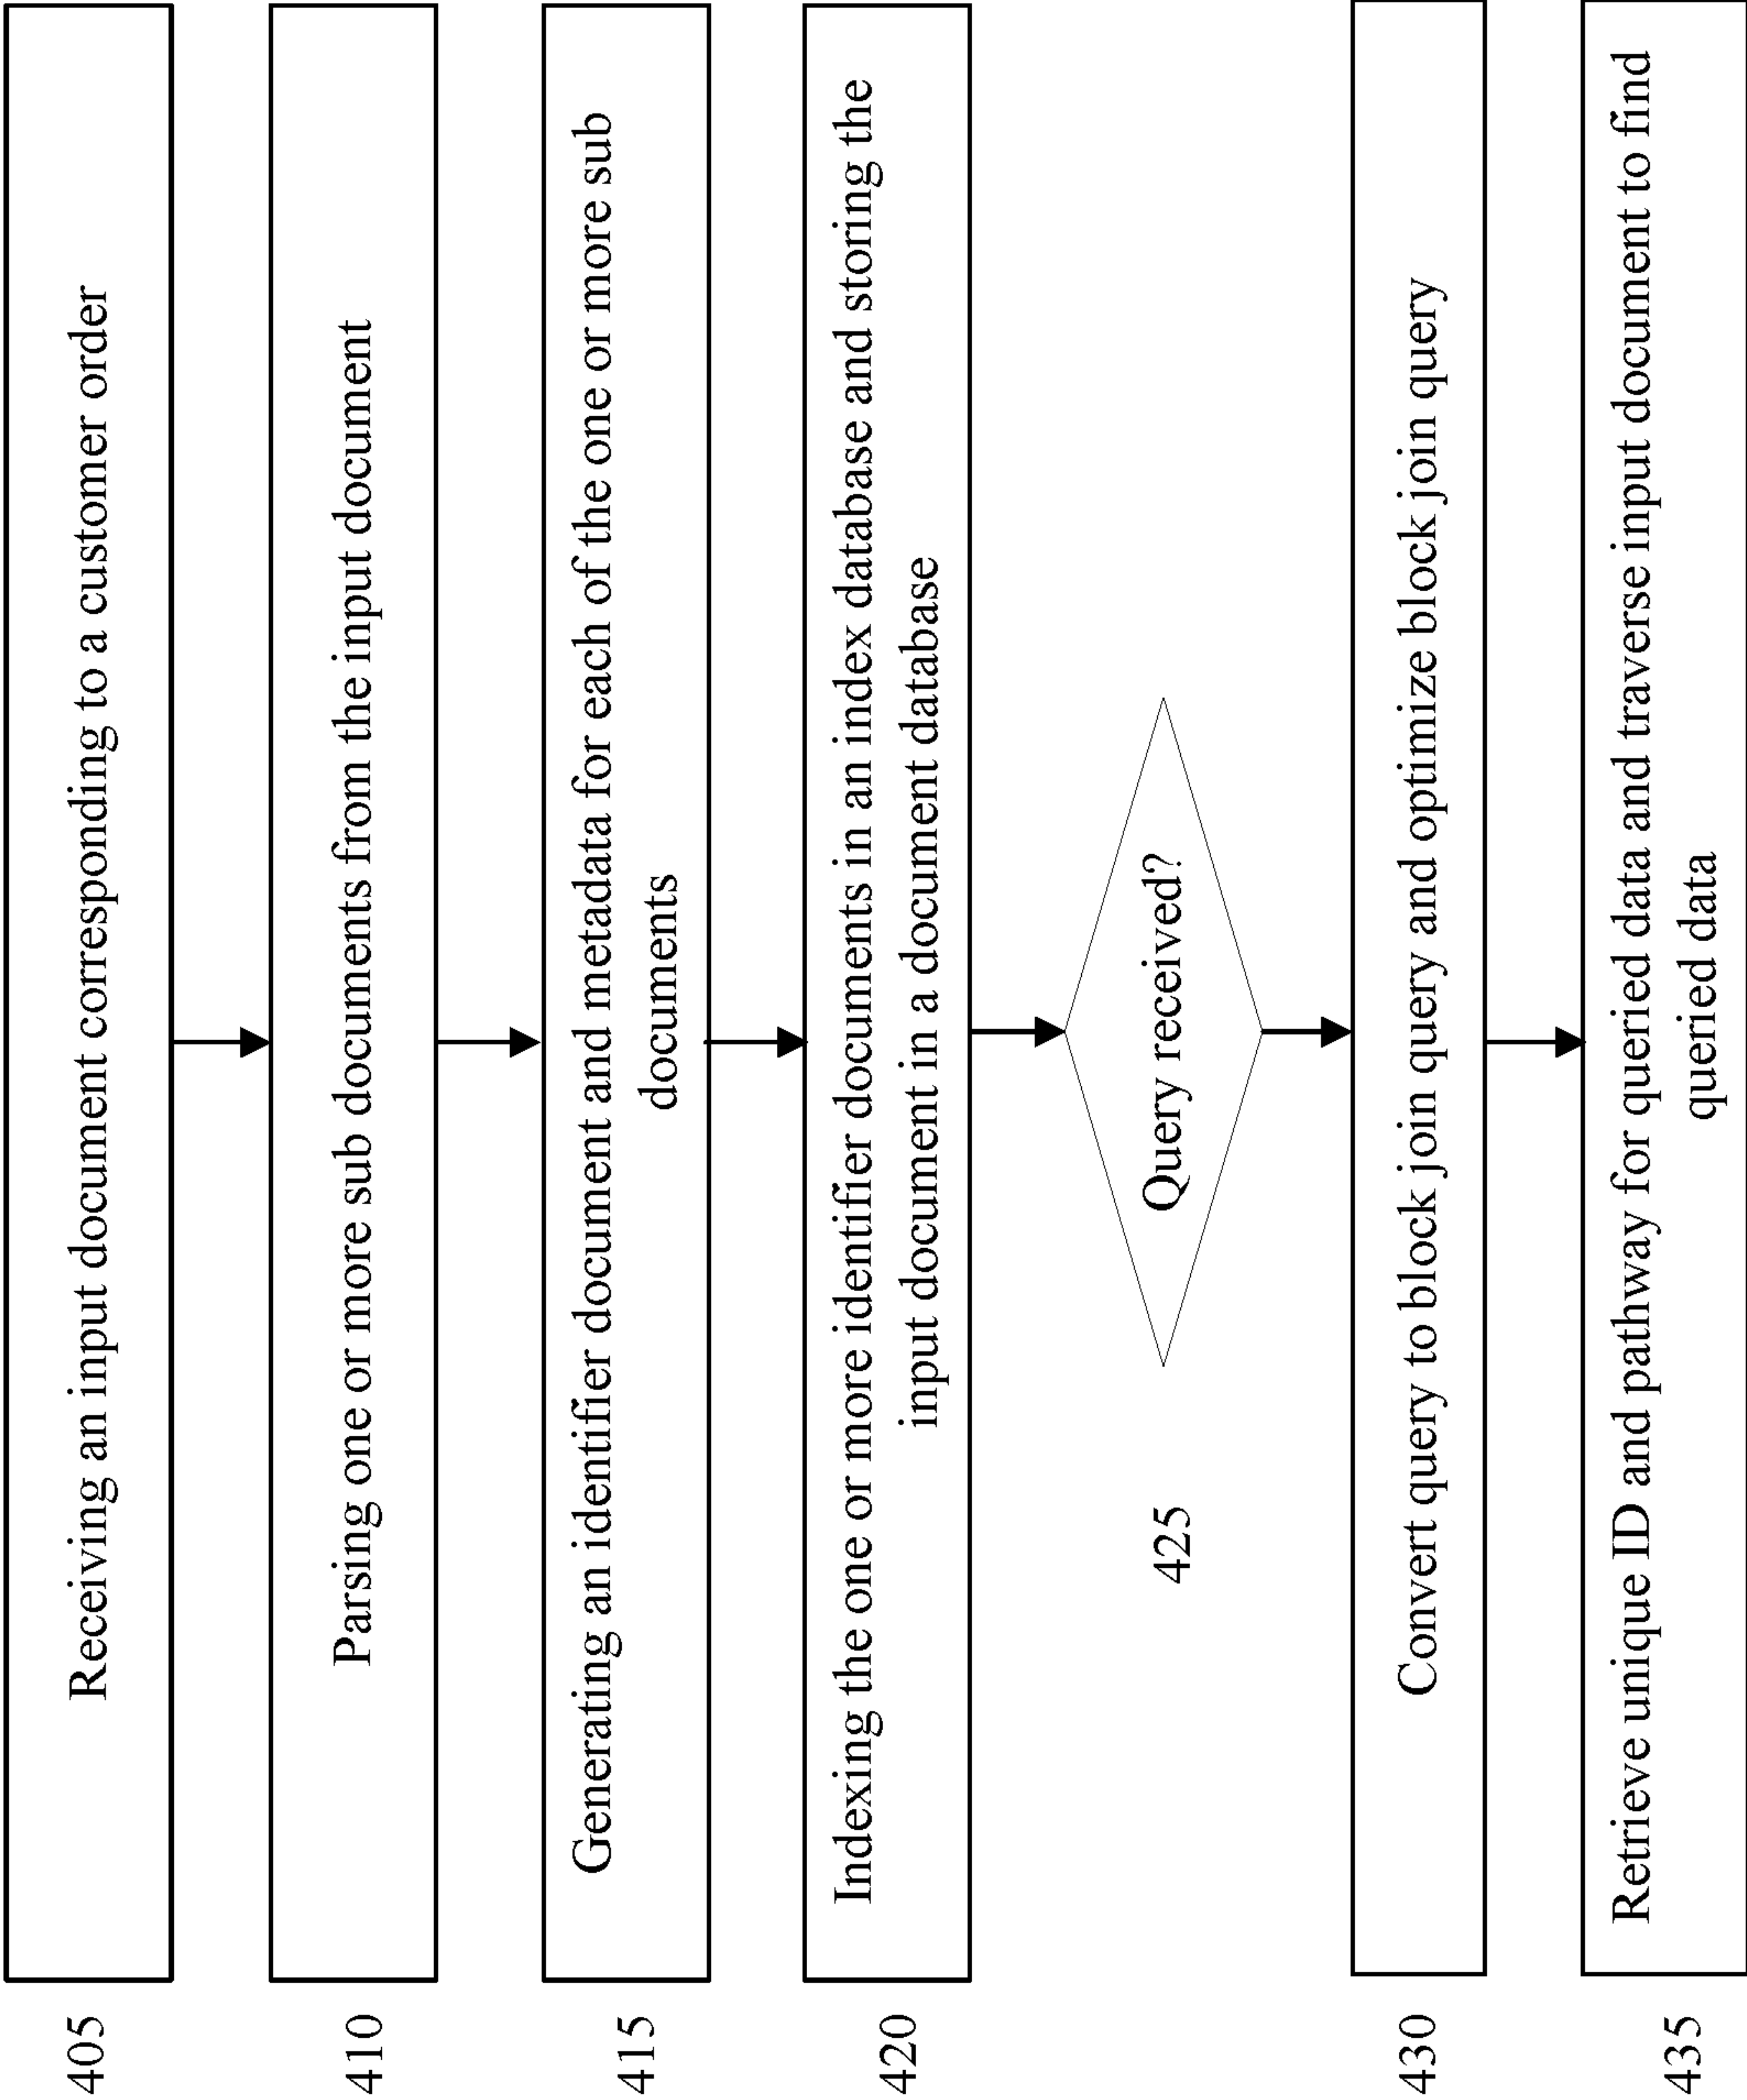 405
Receiving an input document corresponding to a customer order
410
Parsing one or more sub documents from the input document
415
Generating an identifier document and metadata for each of the one or more sub
documents
420
Indexing the one or more identifier documents in an index database and storing the
input document in a document database
425
Query received?
430
Convert query to block join query and optimize block join query
435
Retrieve unique ID and pathway for queried data and traverse input document to find
queried data